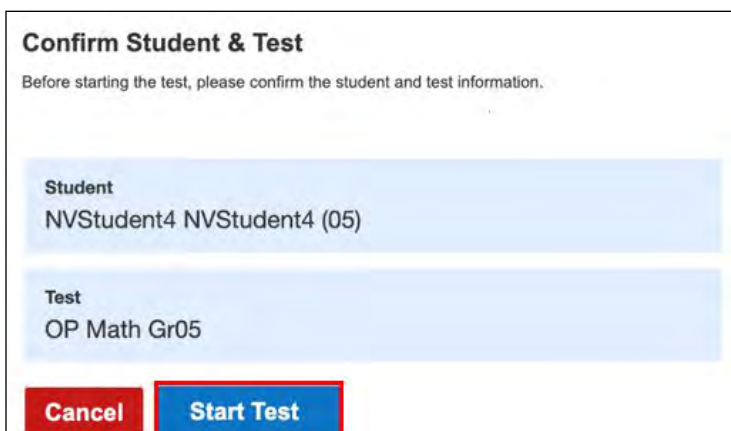 Confirm Student & Test
Before starting the test, please confirm the student and test information.
Student
NVStudent4 NVStudent4 (05)
Test
OP Math Gr05
Cancel
Start Test